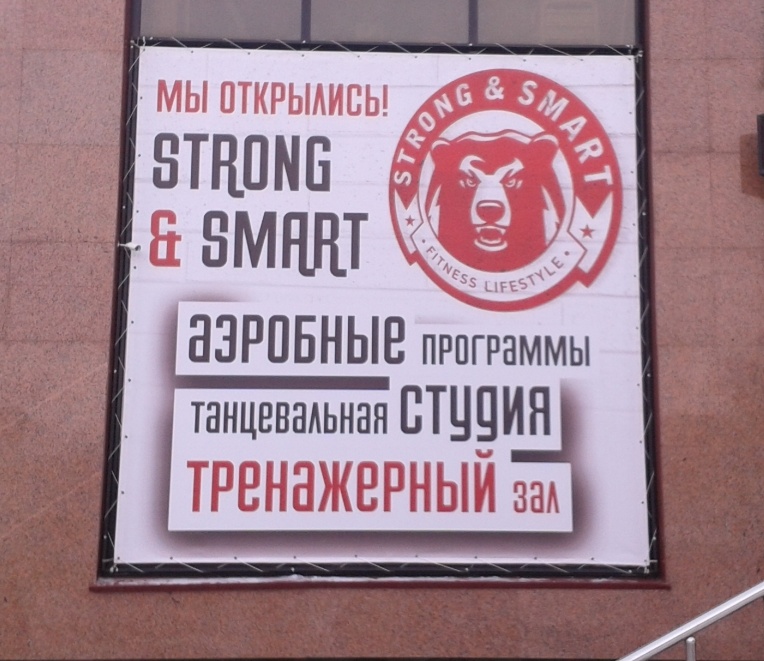 МЫ ОТКРЫЛИСЬ!
STRONG
& SMART
STRONG & SMART
• FITNESS LIFESTYLE •
аэробные программы
танцевальная студия
тренажерный зал